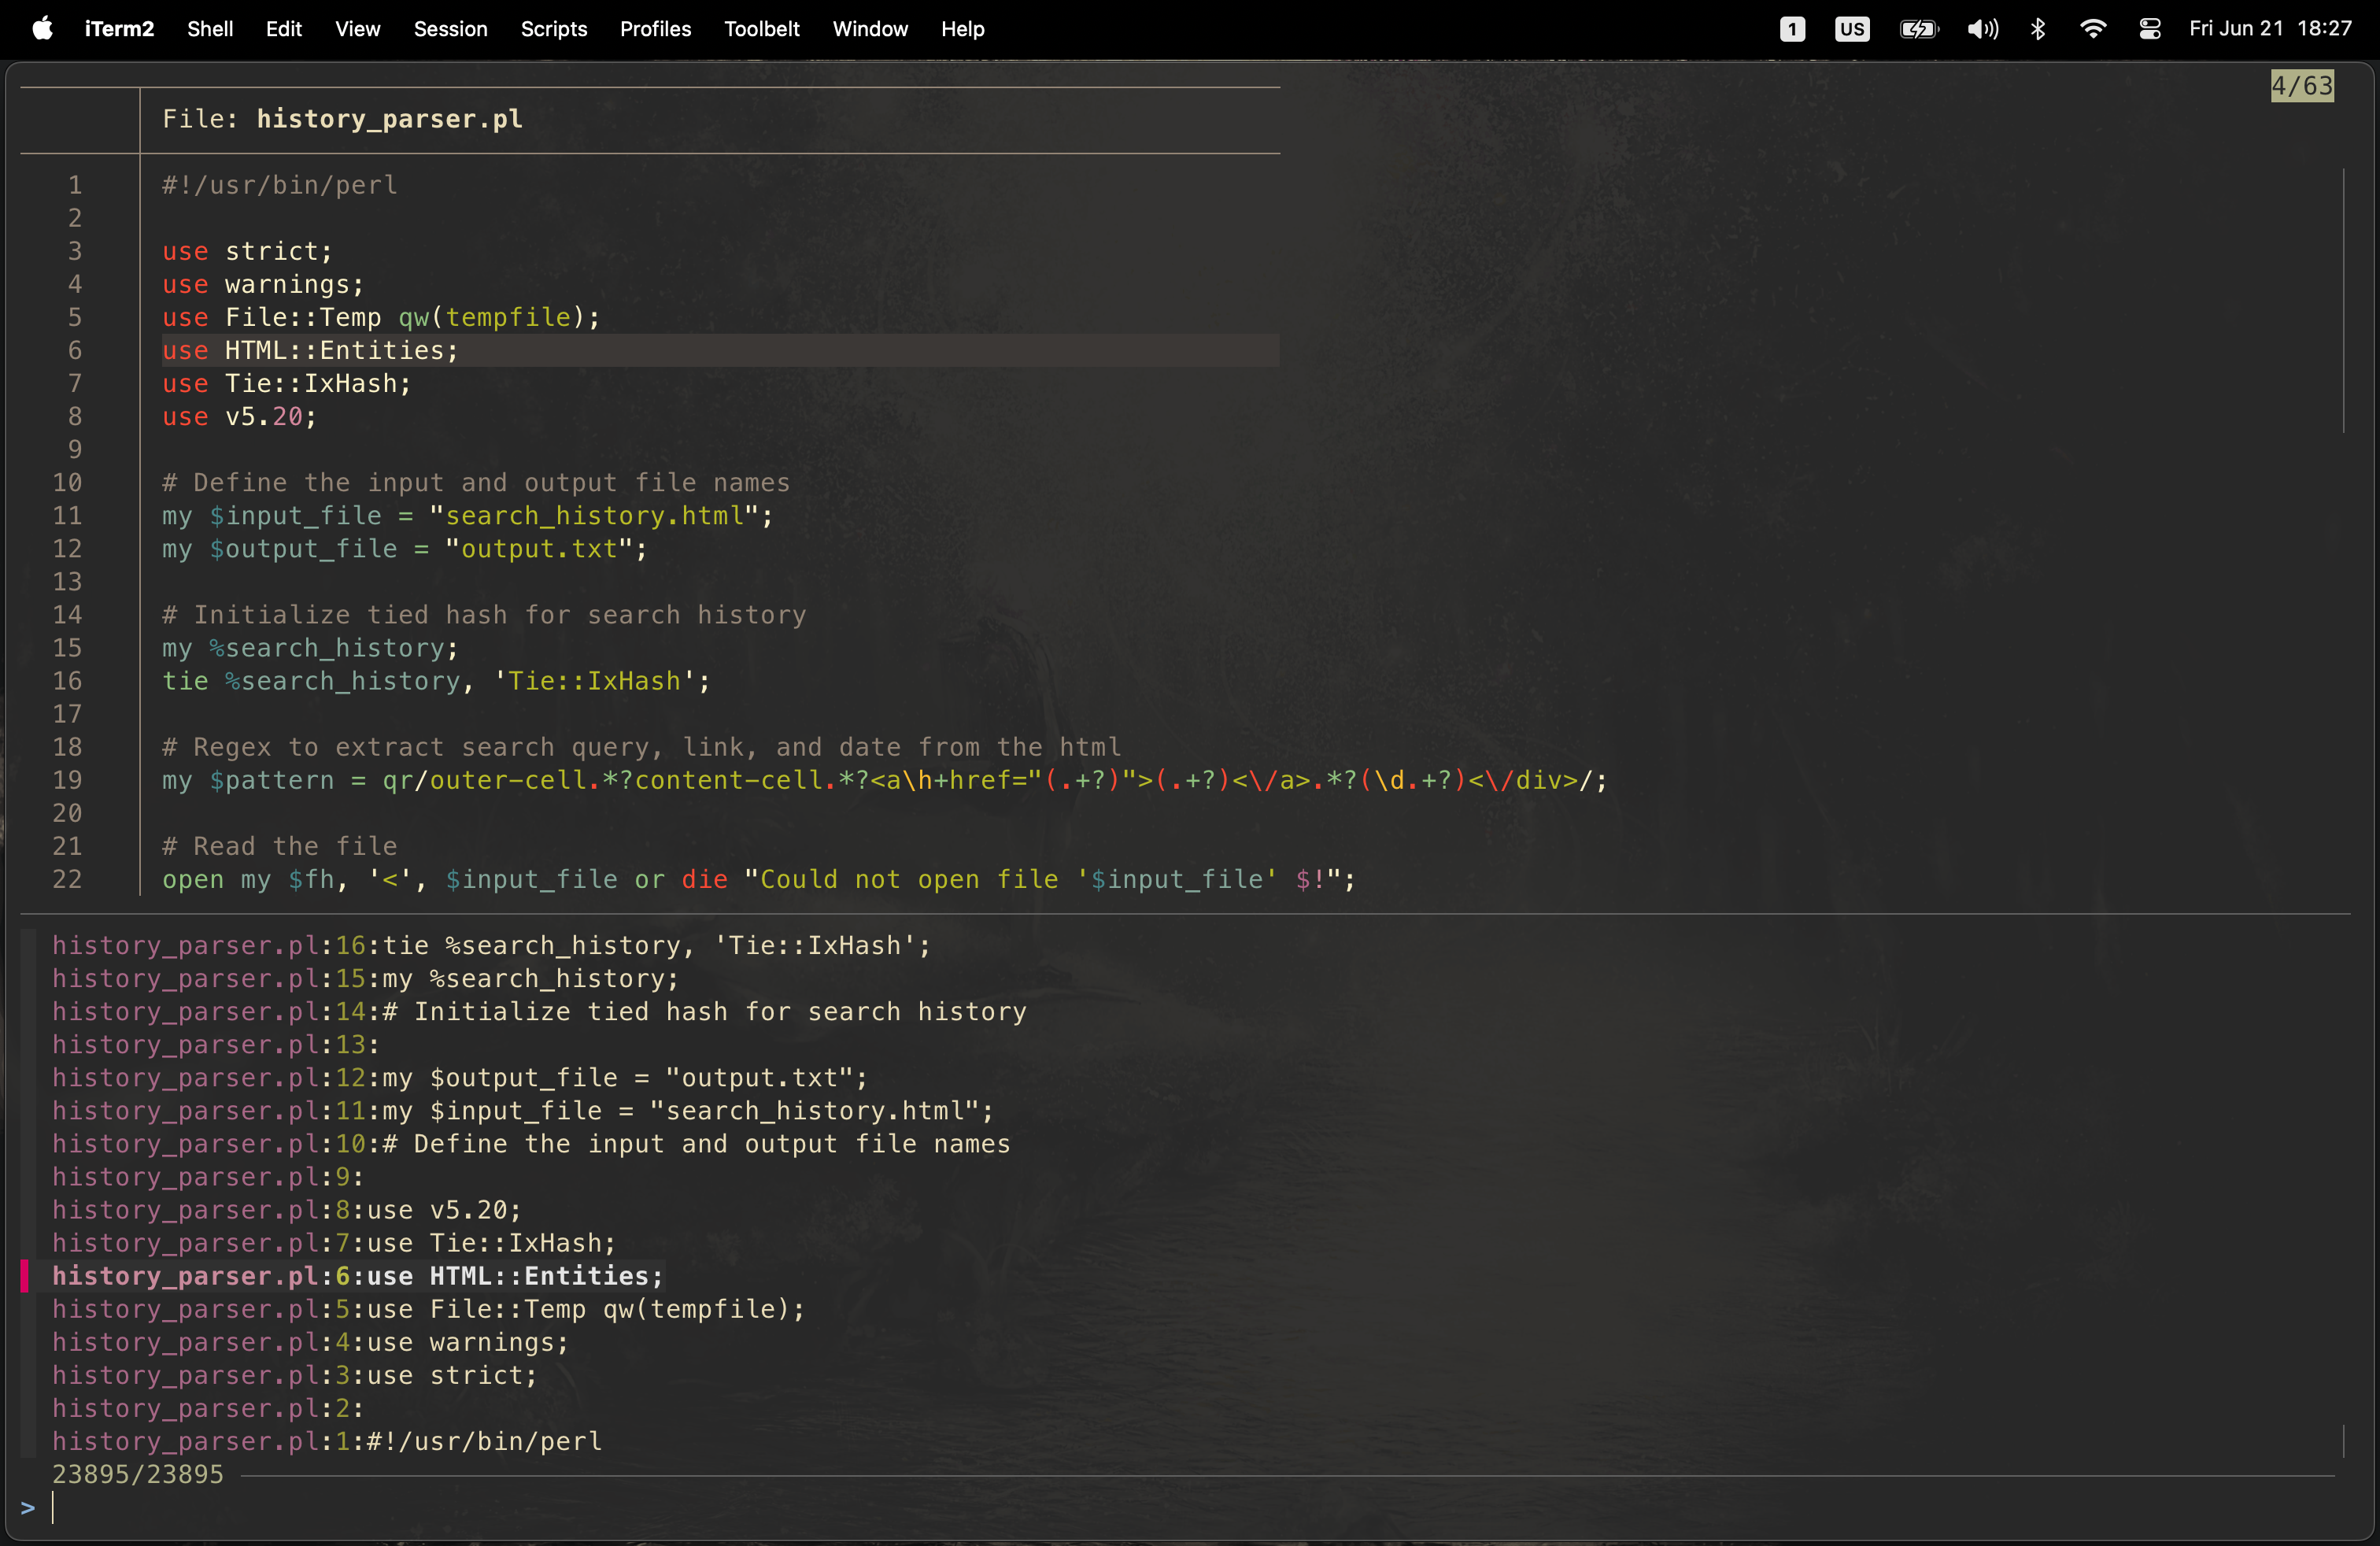 iTerm2 Shell Edit View Session Scripts Profiles Toolbelt Window Help 1 US Fri Jun 21 18:27
4/63
File: history_parser.pl
1 #!/usr/bin/perl
2
3 use strict;
4 use warnings;
5 use File::Temp qw(tempfile);
6 use HTML::Entities;
7 use Tie::IxHash;
8 use v5.20;
9
10 # Define the input and output file names
11 my $input_file = "search_history.html";
12 my $output_file = "output.txt";
13
14 # Initialize tied hash for search history
15 my %search_history;
16 tie %search_history, 'Tie::IxHash';
17
18 # Regex to extract search query, link, and date from the html
19 my $pattern = qr/outer-cell.*?content-cell.*?<a\h+href="(.+?)">(.+?)<\/a>.*?(\d.+?)<\/div>/;
20
21 # Read the file
22 open my $fh, '<', $input_file or die "Could not open file '$input_file' $!";
history_parser.pl:16:tie %search_history, 'Tie::IxHash';
history_parser.pl:15:my %search_history;
history_parser.pl:14:# Initialize tied hash for search history
history_parser.pl:13:
history_parser.pl:12:my $output_file = "output.txt";
history_parser.pl:11:my $input_file = "search_history.html";
history_parser.pl:10:# Define the input and output file names
history_parser.pl:9:
history_parser.pl:8:use v5.20;
history_parser.pl:7:use Tie::IxHash;
history_parser.pl:6:use HTML::Entities;
history_parser.pl:5:use File::Temp qw(tempfile);
history_parser.pl:4:use warnings;
history_parser.pl:3:use strict;
history_parser.pl:2:
history_parser.pl:1:#!/usr/bin/perl
23895/23895
>